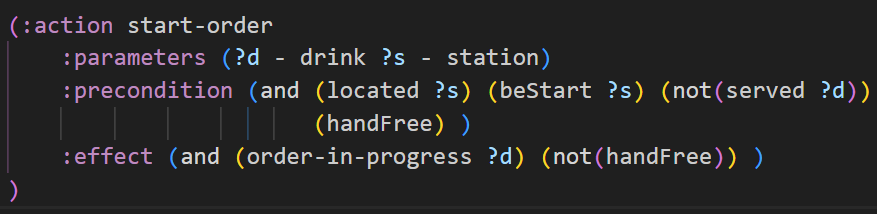 (:action start-order
:parameters (?d - drink ?s - station)
:precondition (and (located ?s) (beStart ?s) (not(served ?d))
(handFree) )
:effect (and (order-in-progress ?d) (not(handFree)) )
)